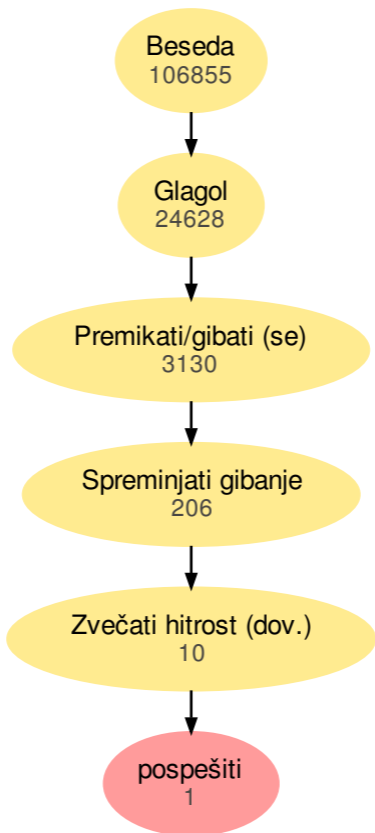 Beseda
106855
Glagol
24628
Premikati/gibati (se)
3130
Spreminjati gibanje
206
Zvečati hitrost (dov.)
10
pospešiti
1